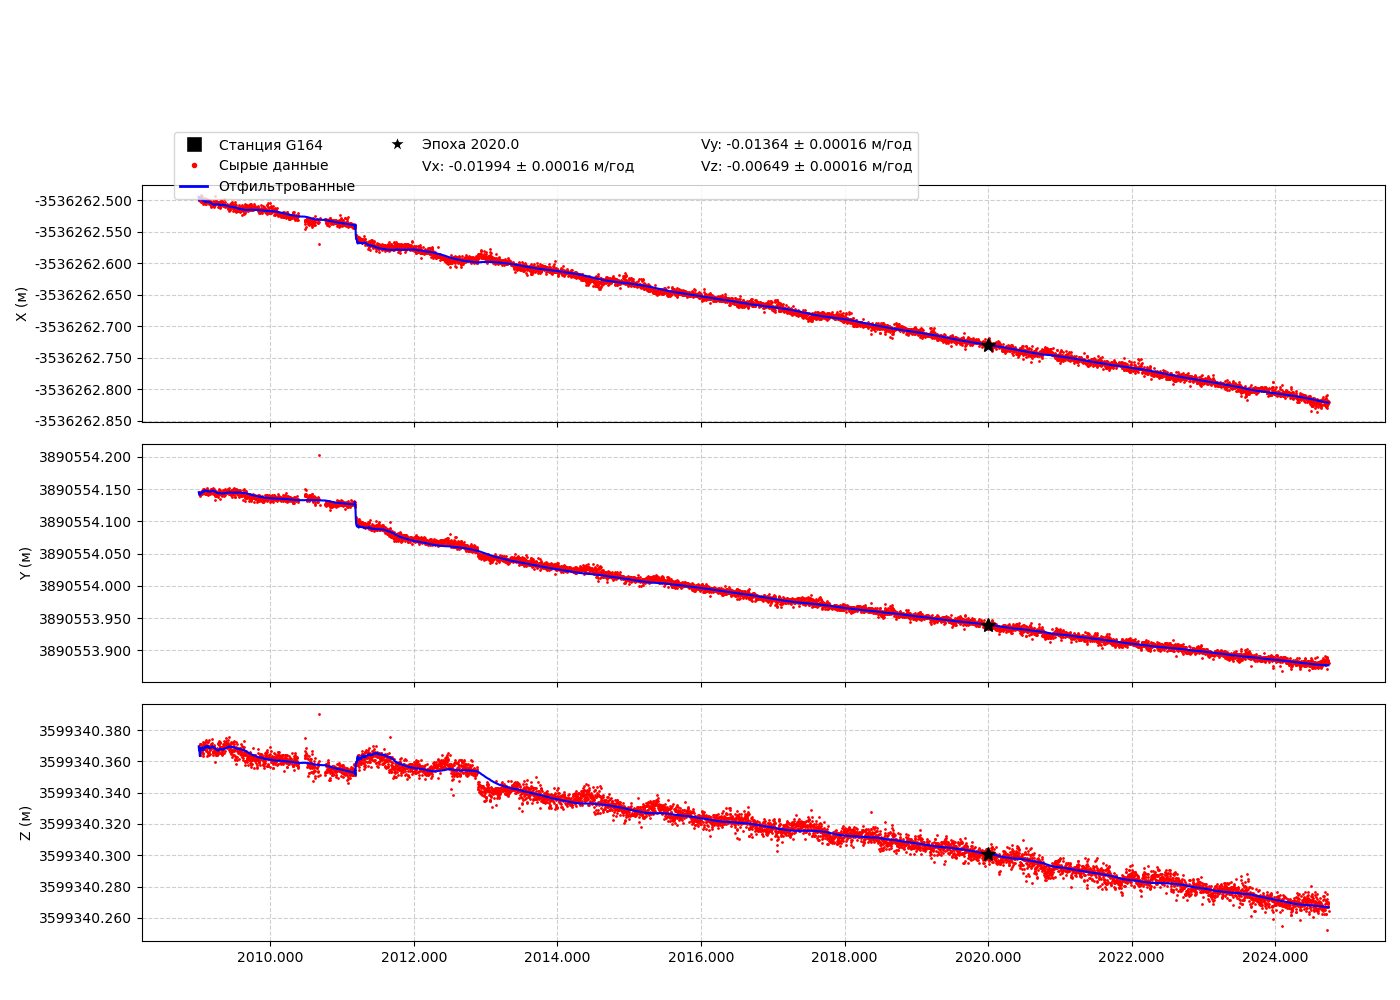 Станция G164
Сырые данные
Отфильтрованные
Эпоха 2020.0
Vx: -0.01994 ± 0.00016 м/год
Vy: -0.01364 ± 0.00016 м/год
Vz: -0.00649 ± 0.00016 м/год
X (м)
-3536262.500
-3536262.550
-3536262.600
-3536262.650
-3536262.700
-3536262.750
-3536262.800
-3536262.850
Y (м)
3890554.200
3890554.150
3890554.100
3890554.050
3890554.000
3890553.950
3890553.900
Z (м)
3599340.380
3599340.360
3599340.340
3599340.320
3599340.300
3599340.280
3599340.260
2010.000 2012.000 2014.000 2016.000 2018.000 2020.000 2022.000 2024.000